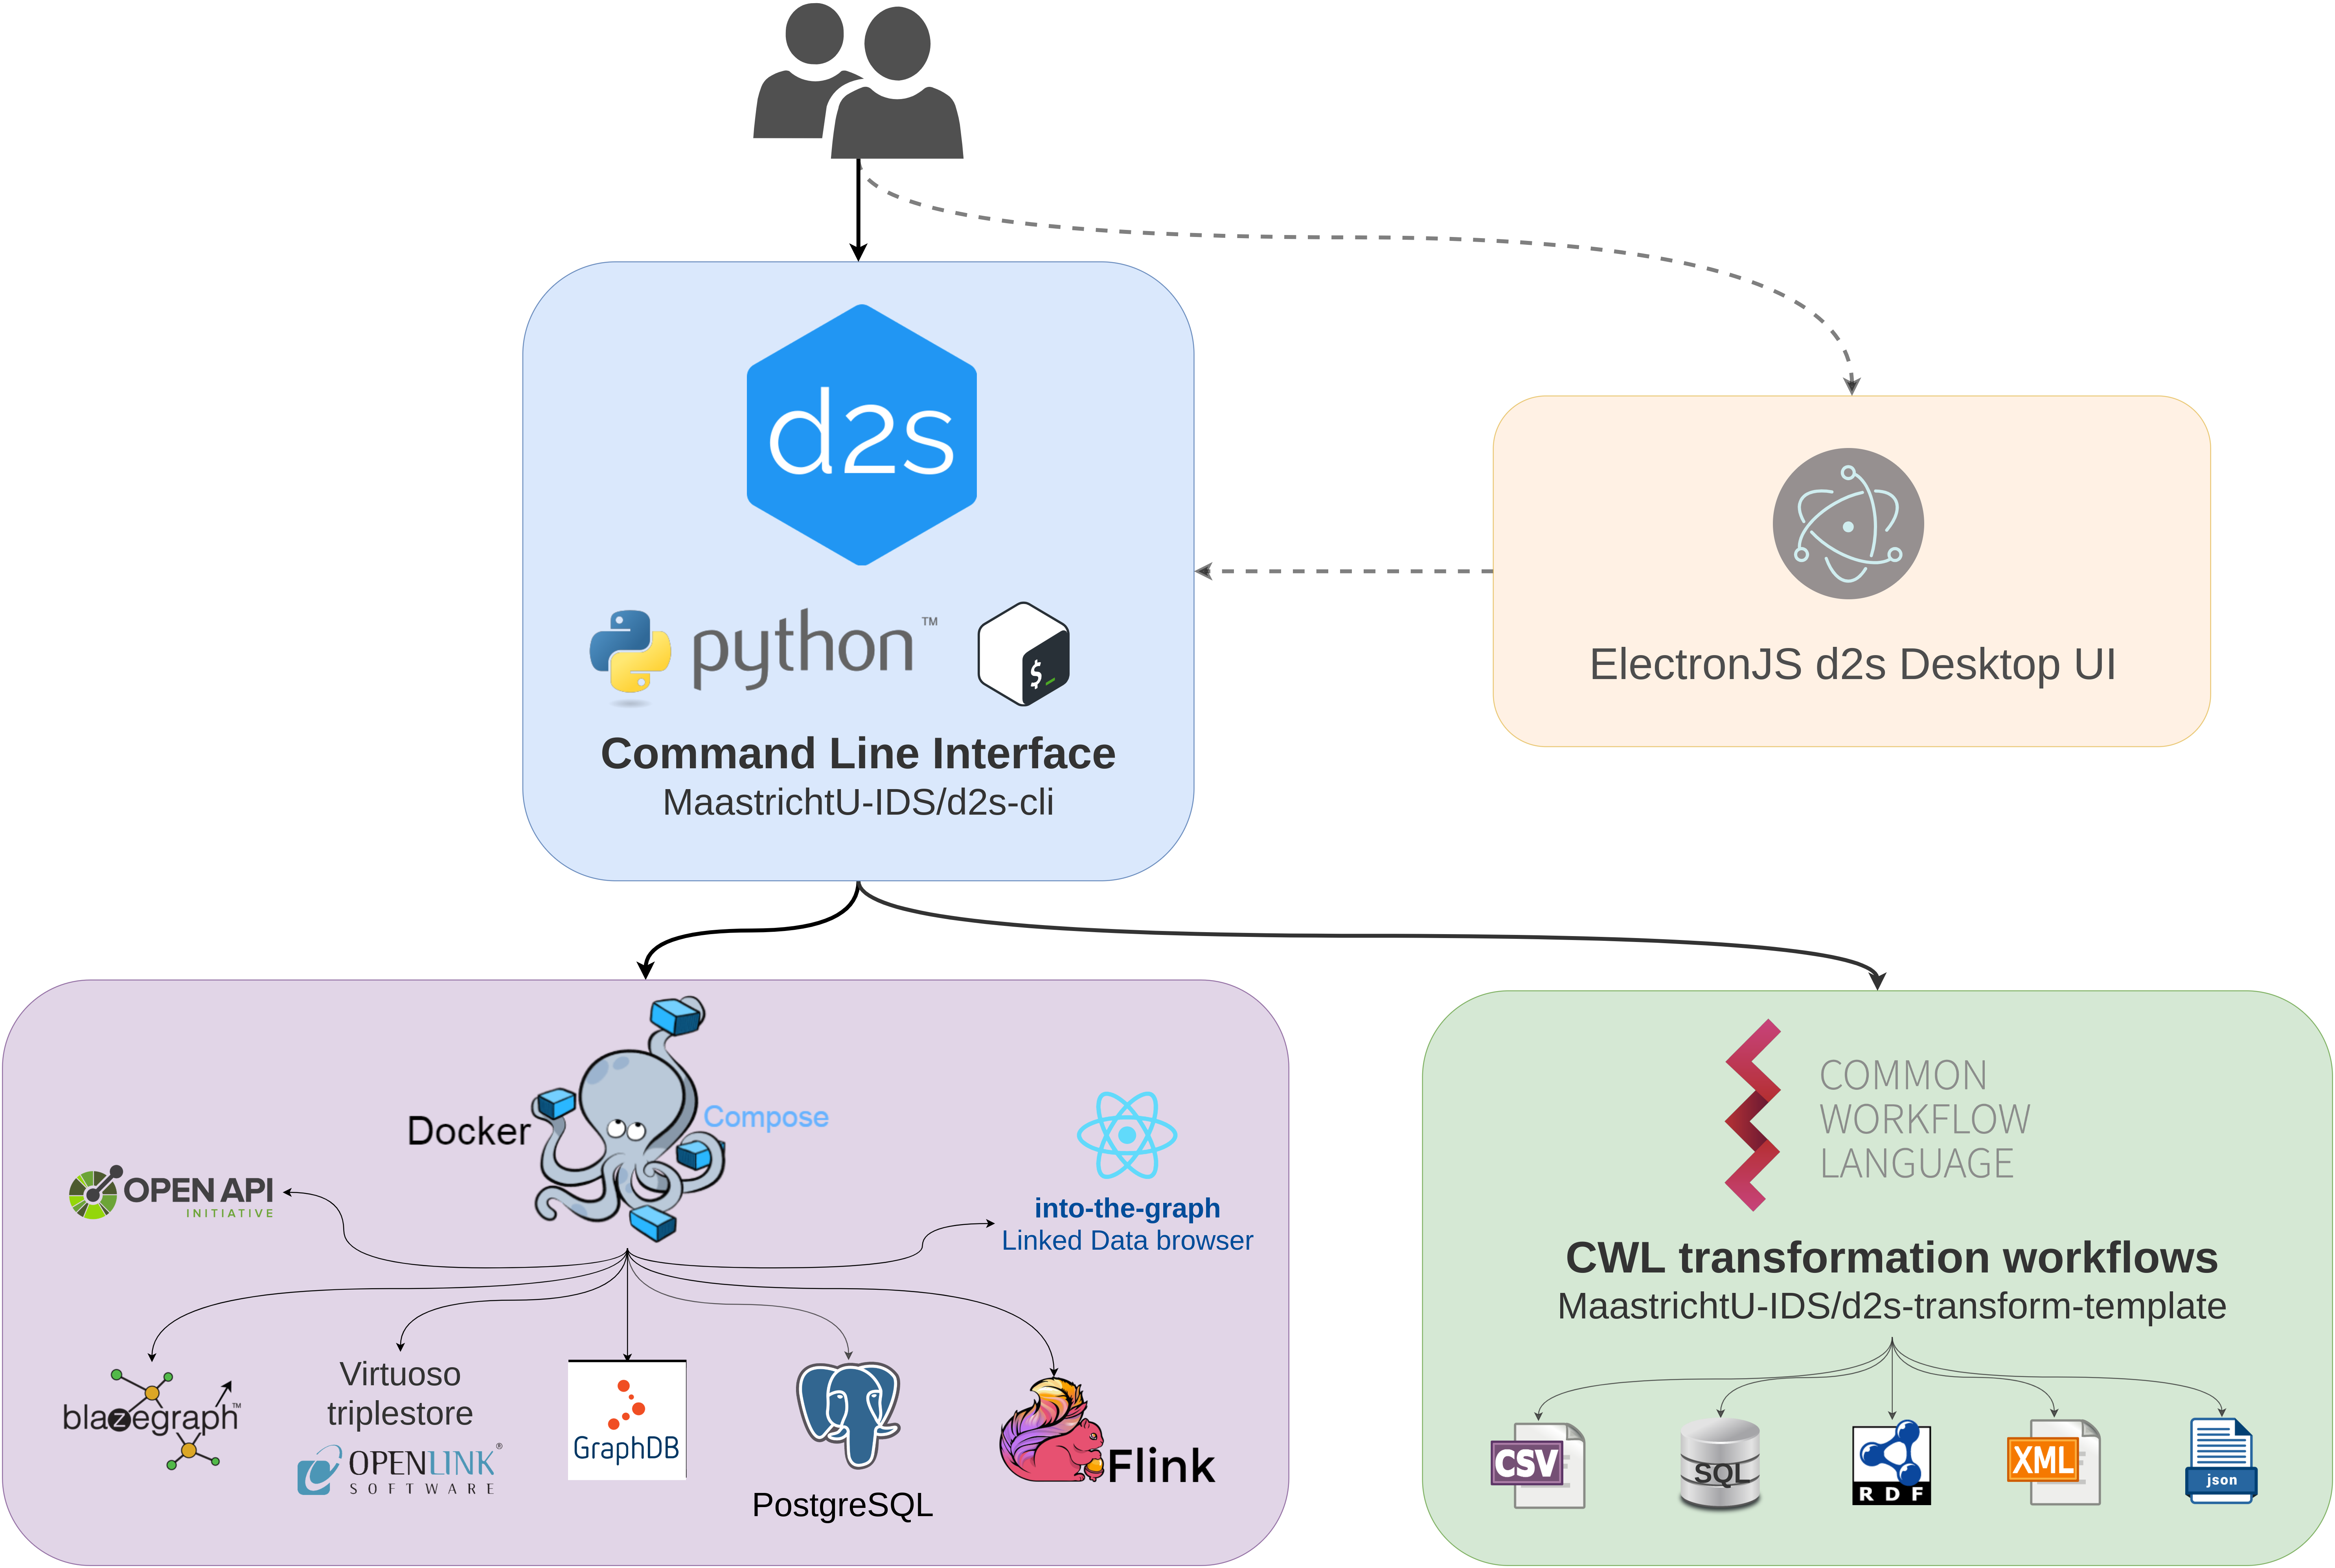 d2s
python™
$_
Command Line Interface
MaastrichtU-IDS/d2s-cli
ElectronJS d2s Desktop UI
Docker
Compose
OPEN API
INITIATIVE
into-the-graph
Linked Data browser
blazegraph™
Virtuoso
triplestore
OPENLINK®
SOFTWARE
GraphDB
PostgreSQL
Flink
COMMON
WORKFLOW
LANGUAGE
CWL transformation workflows
MaastrichtU-IDS/d2s-transform-template
CSV
SQL
RDF
XML
json